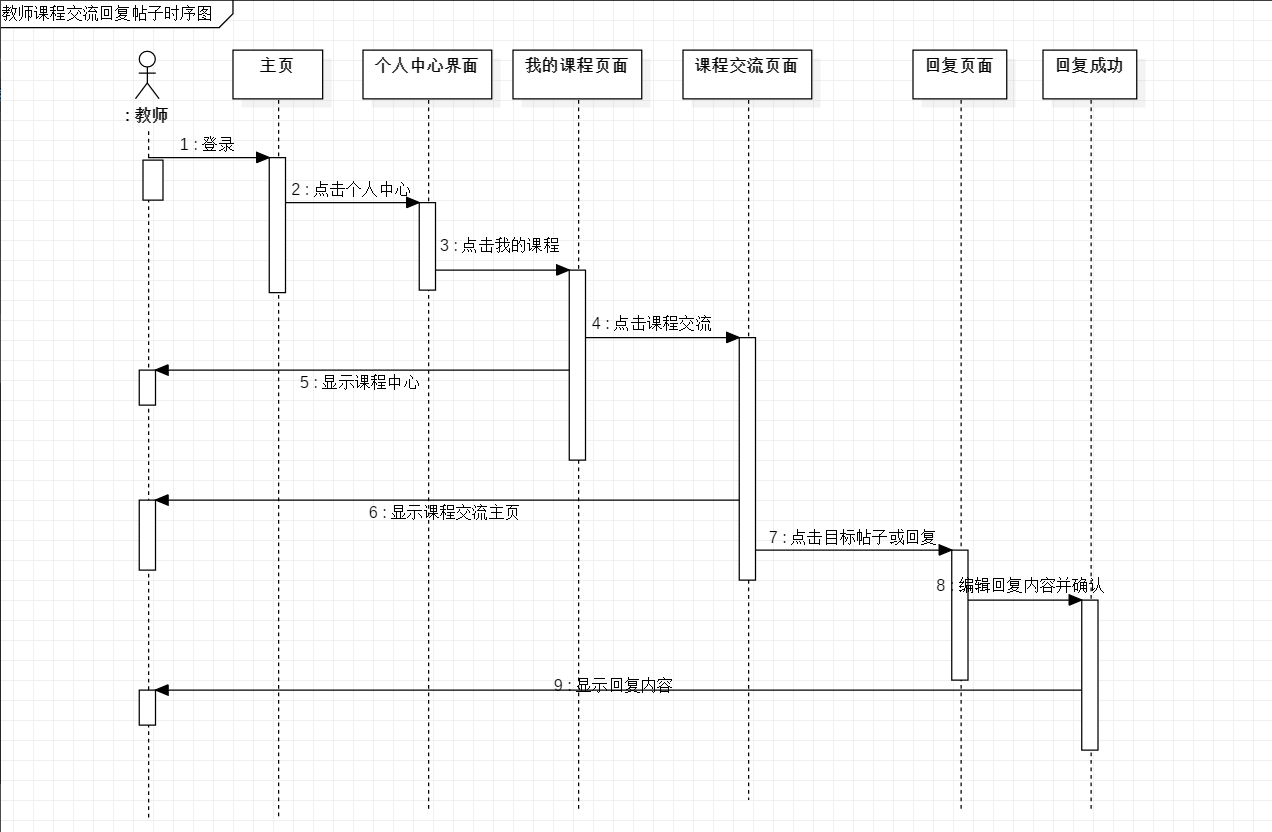 教师课程交流回复帖子时序图
主页
个人中心界面
我的课程页面
课程交流页面
回复页面
回复成功
: 教师
1 : 登录
2 : 点击个人中心
3 : 点击我的课程
4 : 点击课程交流
5 : 显示课程中心
6 : 显示课程交流主页
7 : 点击目标帖子或回复
8 : 编辑回复内容并确认
9 : 显示回复内容